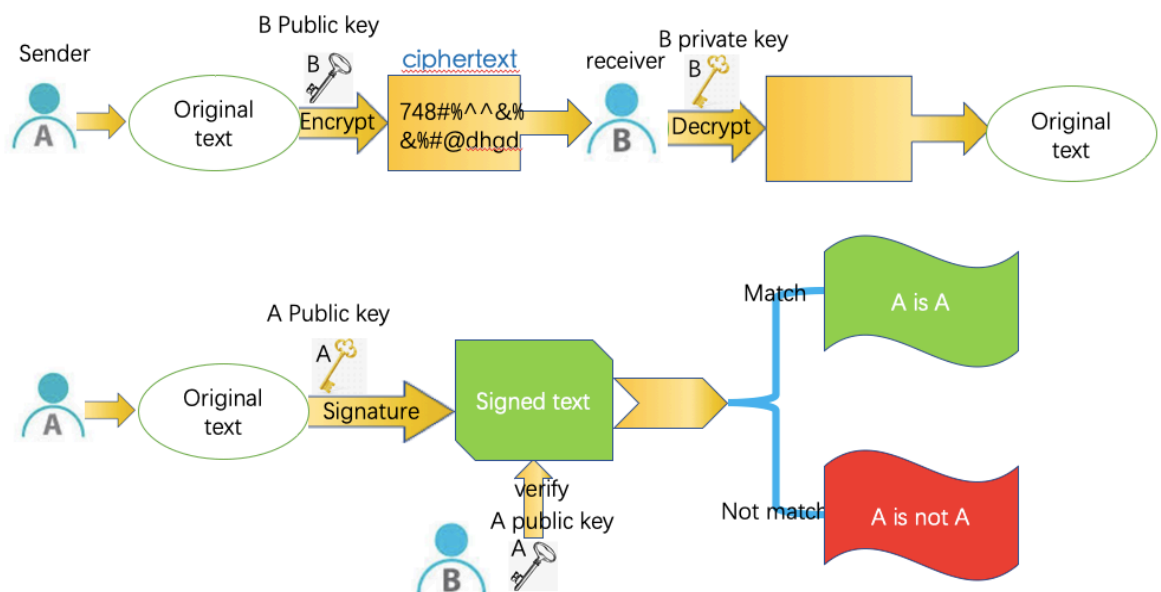 Sender
B Public key
ciphertext
receiver
B private key
A
Original
text
B
Encrypt
748#%^^&%
&%#@dhgd
B
B
Decrypt
Original
text
A Public key
A
A
Original
text
Signature
Signed text
verify
A public key
A
B
Match
A is A
Not match
A is not A